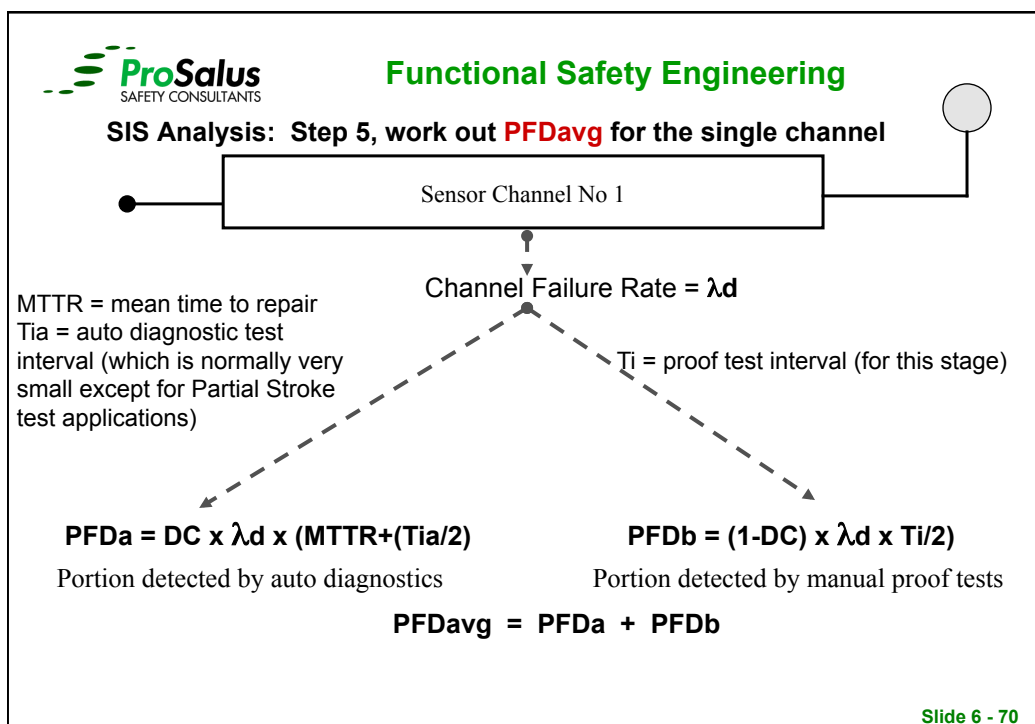 ProSalus
SAFETY CONSULTANTS
Functional Safety Engineering
SIS Analysis: Step 5, work out PFDavg for the single channel
Sensor Channel No 1
Channel Failure Rate = λd
MTTR = mean time to repair
Tia = auto diagnostic test
interval (which is normally very
small except for Partial Stroke
test applications)
Ti = proof test interval (for this stage)
PFDa = DC x λd x (MTTR+(Tia/2)
Portion detected by auto diagnostics
PFDb = (1-DC) x λd x Ti/2)
Portion detected by manual proof tests
PFDavg = PFDa + PFDb
Slide 6 - 70